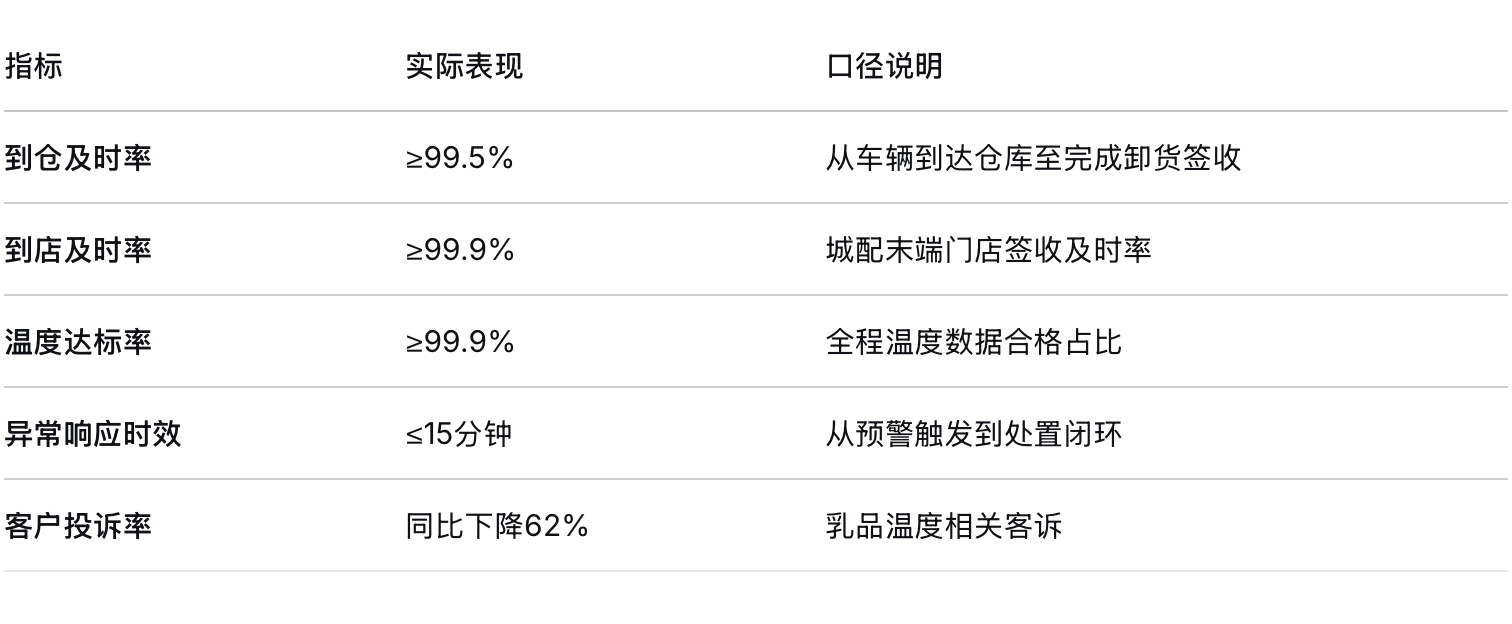 指标 实际表现 口径说明
到仓及时率 ≥99.5% 从车辆到达仓库至完成卸货签收
到店及时率 ≥99.9% 城配末端门店签收及时率
温度达标率 ≥99.9% 全程温度数据合格占比
异常响应时效 ≤15分钟 从预警触发到处置闭环
客户投诉率 同比下降62% 乳品温度相关客诉